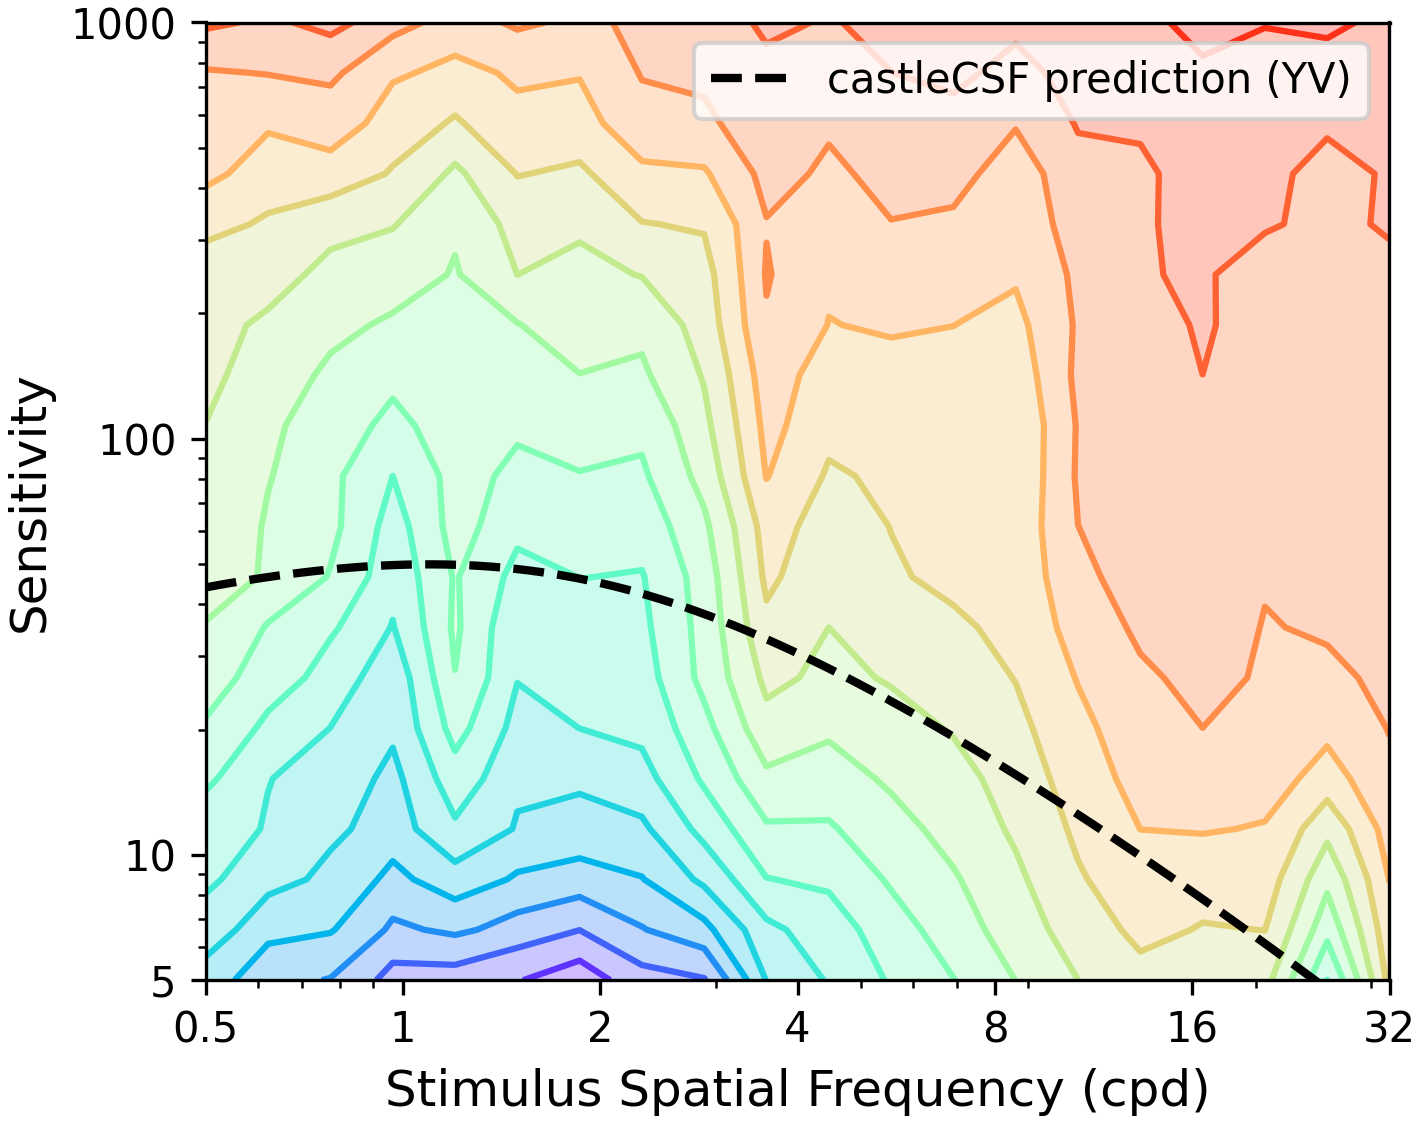 1000
castleCSF prediction (YV)
Sensitivity
100
10
5
0.5 1 2 4 8 16 32
Stimulus Spatial Frequency (cpd)